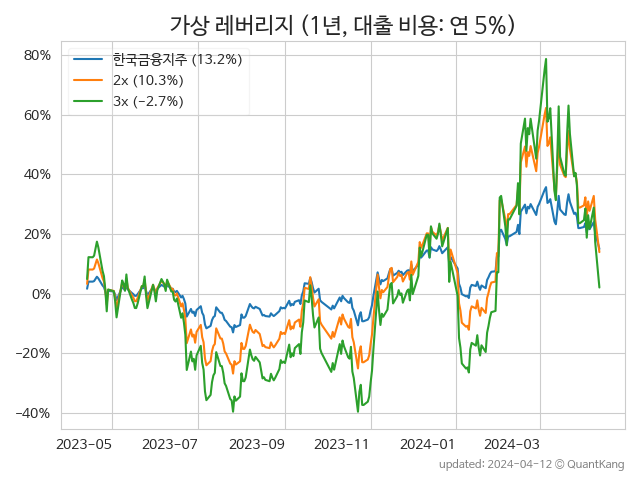 가상 레버리지 (1년, 대출 비용: 연 5%)
80%
60%
40%
20%
0%
−20%
−40%
한국금융지주 (13.2%)
2x (10.3%)
3x (−2.7%)
2023-05 2023-07 2023-09 2023-11 2024-01 2024-03
updated: 2024-04-12 © QuantKang